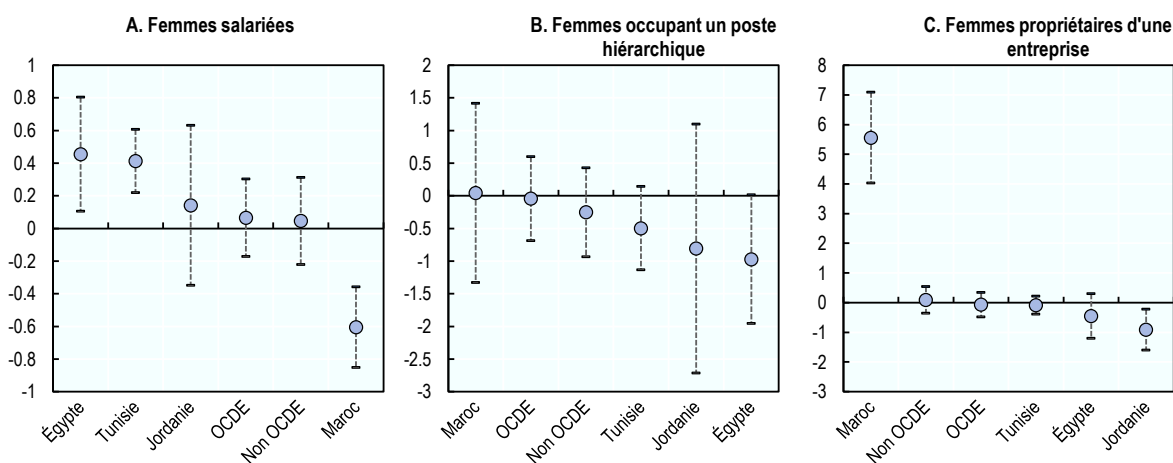 A. Femmes salariées
1
0.8
0.6
0.4
0.2
0
-0.2
-0.4
-0.6
-0.8
-1
Égypte
Tunisie
Jordanie
OCDE
Non OCDE
Maroc
B. Femmes occupant un poste
hiérarchique
2
1.5
1
0.5
0
-0.5
-1
-1.5
-2
-2.5
-3
Maroc
OCDE
Non OCDE
Tunisie
Jordanie
Égypte
C. Femmes propriétaires d'une
entreprise
8
7
6
5
4
3
2
1
0
-1
-2
-3
Maroc
Non OCDE
OCDE
Tunisie
Égypte
Jordanie